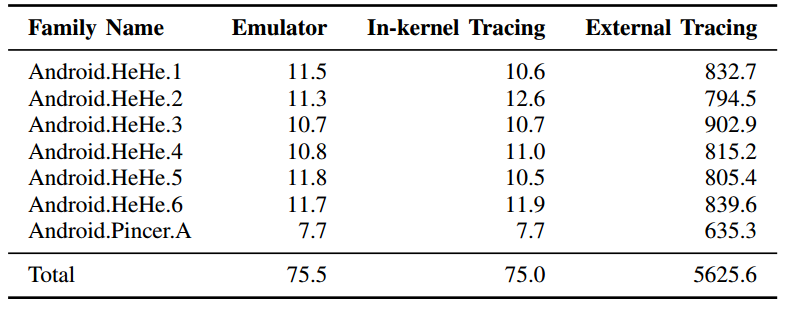 Family Name Emulator In-kernel Tracing External Tracing
Android.HeHe.1 11.5 10.6 832.7
Android.HeHe.2 11.3 12.6 794.5
Android.HeHe.3 10.7 10.7 902.9
Android.HeHe.4 10.8 11.0 815.2
Android.HeHe.5 11.8 10.5 805.4
Android.HeHe.6 11.7 11.9 839.6
Android.Pincer.A 7.7 7.7 635.3
Total 75.5 75.0 5625.6